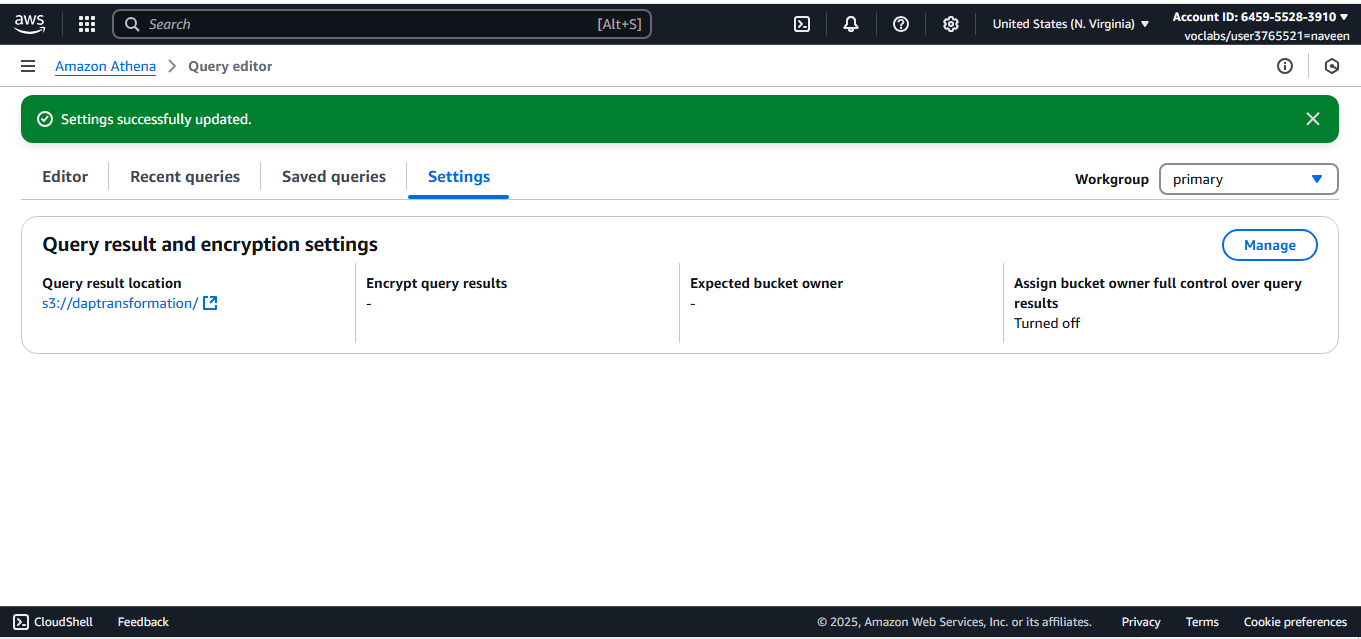 aws
Search [Alt+S]
United States (N. Virginia)
Account ID: 6459-5528-3910
voclabs/user3765521=naveen
Amazon Athena > Query editor
Settings successfully updated.
Editor Recent queries Saved queries Settings
Workgroup primary
Query result and encryption settings
Manage
Query result location
s3://daptransformation/
Encrypt query results
-
Expected bucket owner
-
Assign bucket owner full control over query
results
Turned off
CloudShell Feedback
© 2025, Amazon Web Services, Inc. or its affiliates. Privacy Terms Cookie preferences